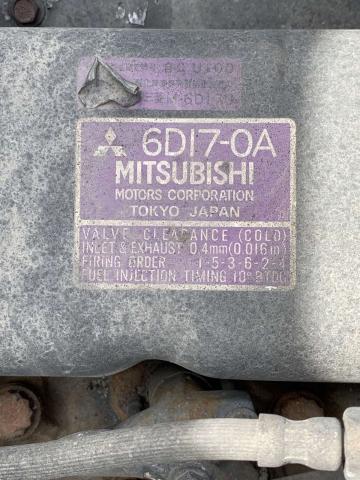 6D17-0A
MITSUBISHI
MOTORS CORPORATION
TOKYO JAPAN
VALVE CLEARANCE (COLD)
INLET & EXHAUST 0.4mm(0.016in)
FIRING ORDER 1-5-3-6-2-4
FUEL INJECTION TIMING 10° BTDC